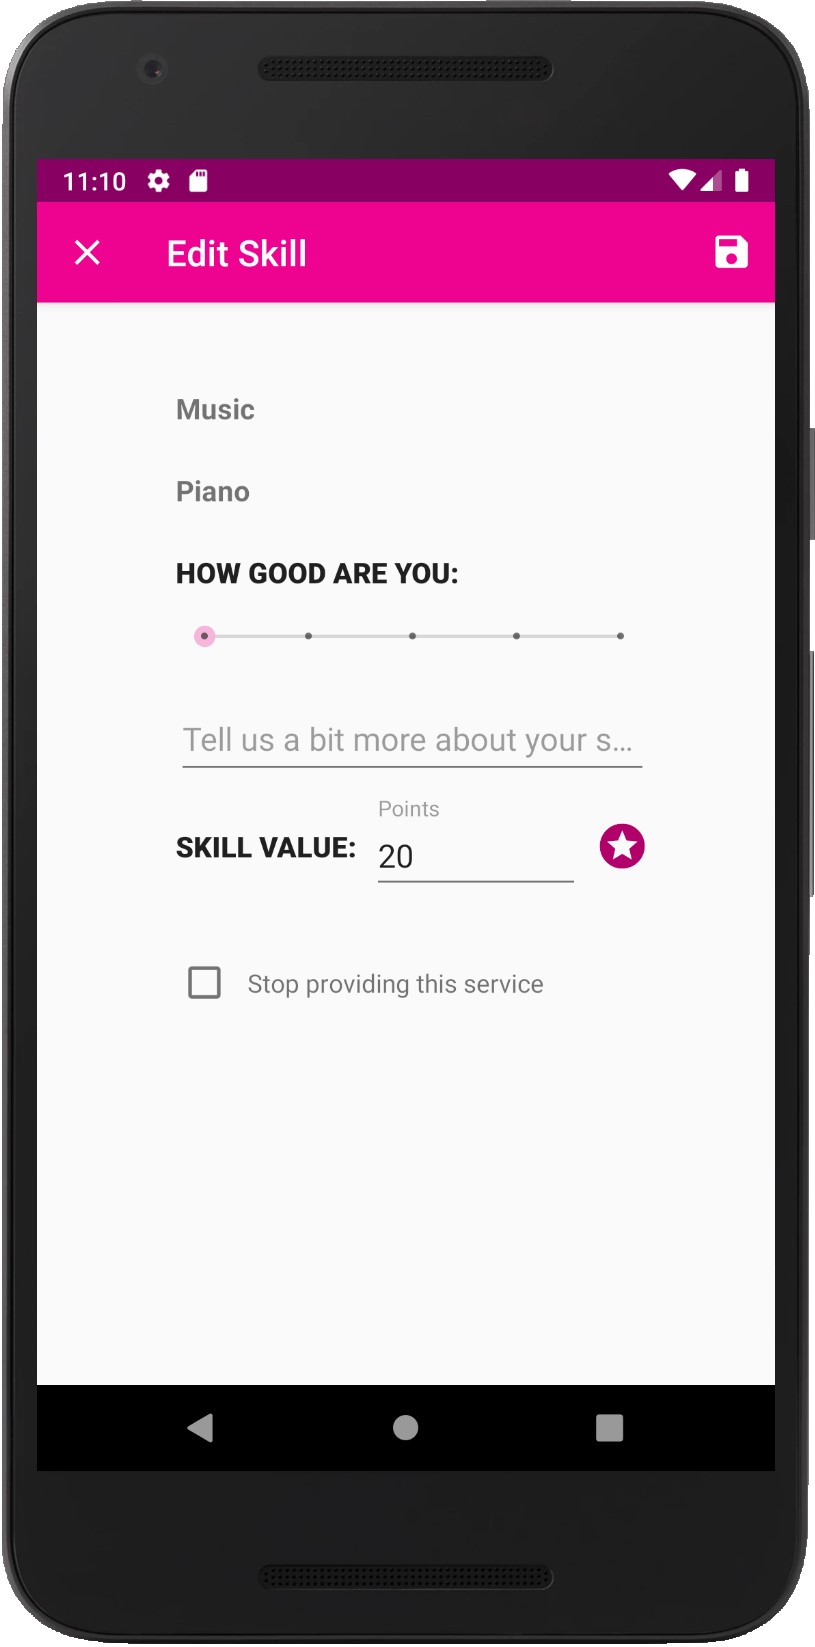 11:10
Edit Skill
Music
Piano
HOW GOOD ARE YOU:
Tell us a bit more about your s...
Points
SKILL VALUE: 20
Stop providing this service